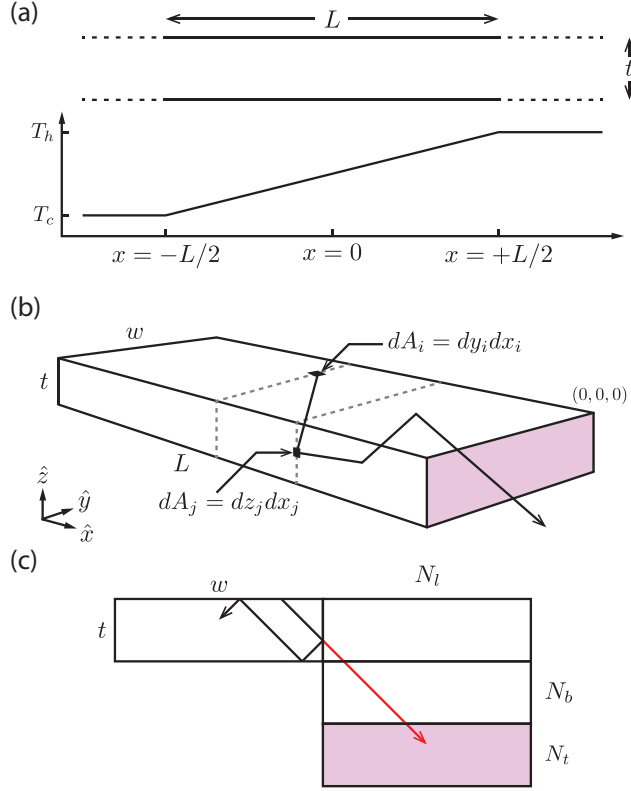 (a)
L
t
T_h
T_c
x = −L/2
x = 0
x = +L/2
(b)
w
dA_i = dy_i dx_i
t
(0, 0, 0)
L
dA_j = dz_j dx_j
ẑ
ŷ
x̂
(c)
N_l
w
t
N_b
N_t